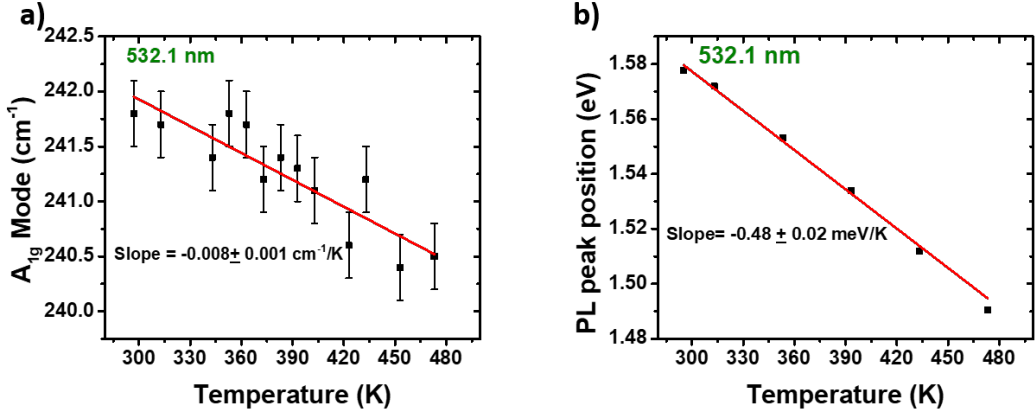 a)
532.1 nm
A1g Mode (cm-1)
242.5
242.0
241.5
241.0
240.5
240.0
Slope = -0.008± 0.001 cm-1/K
300 330 360 390 420 450 480
Temperature (K)
b)
532.1 nm
PL peak position (eV)
1.58
1.56
1.54
1.52
1.50
1.48
Slope= -0.48 ± 0.02 meV/K
300 330 360 390 420 450 480
Temperature (K)